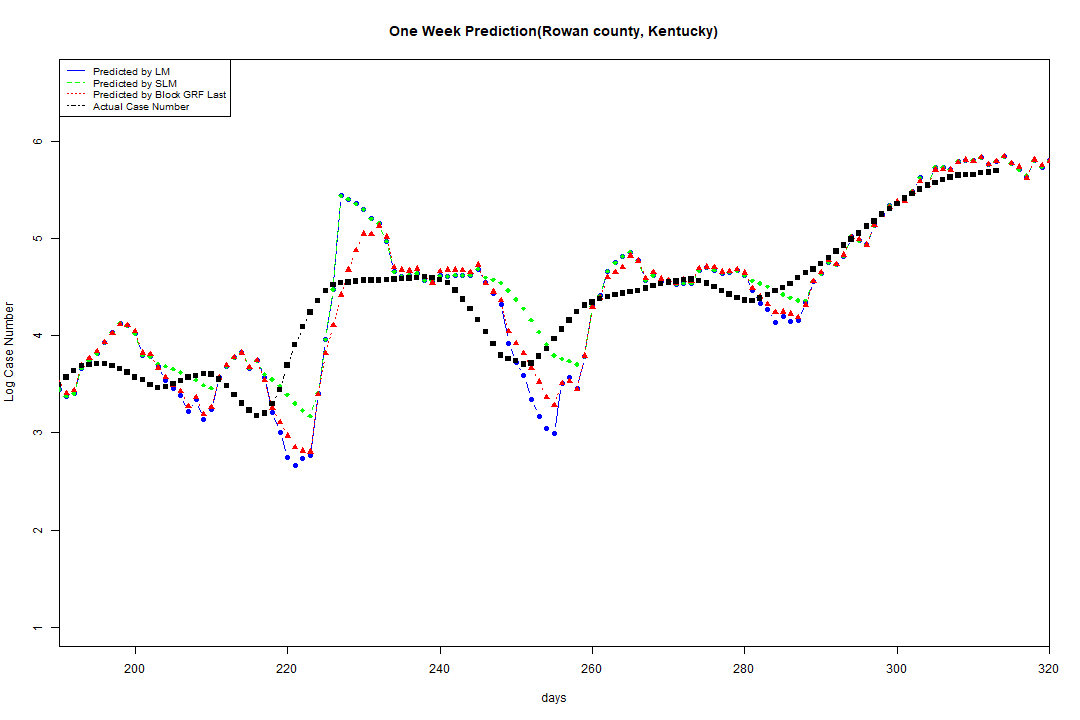 One Week Prediction(Rowan county, Kentucky)
Predicted by LM
Predicted by SLM
Predicted by Block GRF Last
Actual Case Number
Log Case Number
6
5
4
3
2
1
200 220 240 260 280 300 320
days